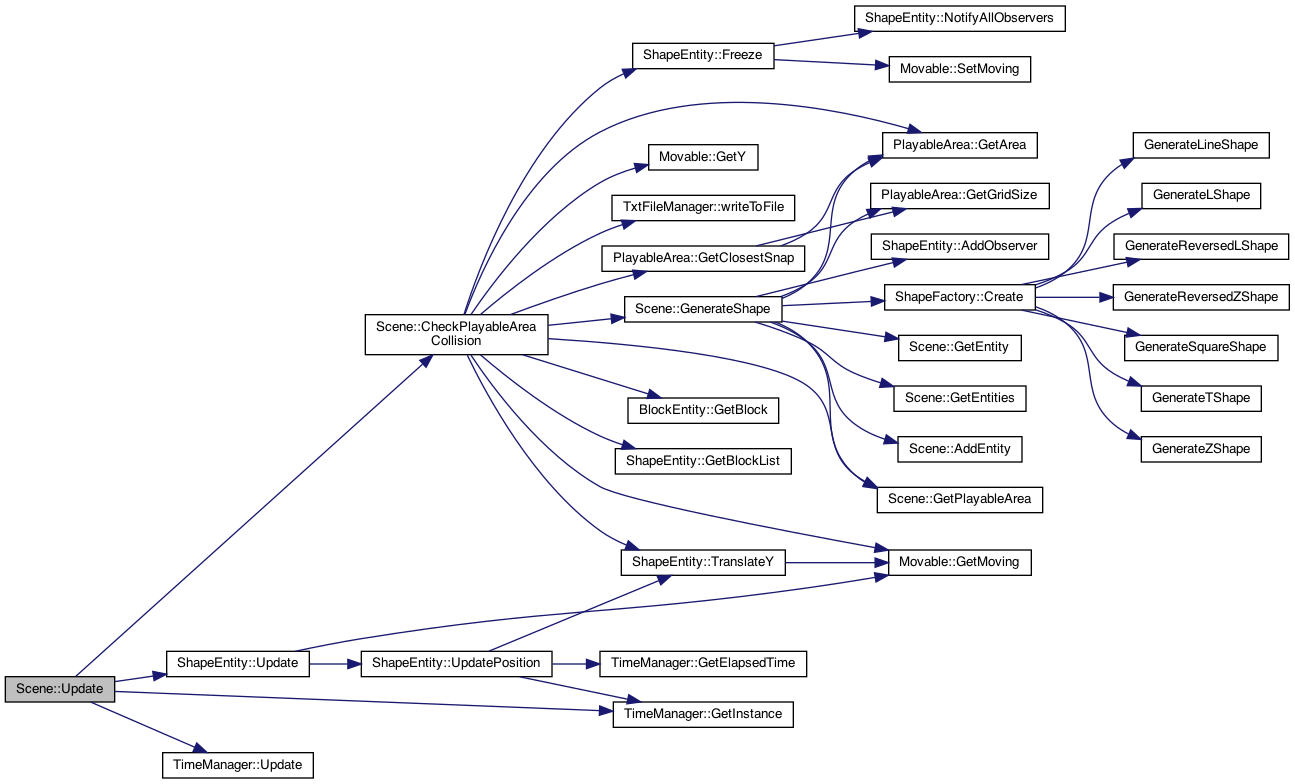 ShapeEntity::NotifyAllObservers
ShapeEntity::Freeze
Movable::SetMoving
PlayableArea::GetArea
GenerateLineShape
Movable::GetY
PlayableArea::GetGridSize
GenerateLShape
TxtFileManager::writeToFile
ShapeEntity::AddObserver
GenerateReversedLShape
PlayableArea::GetClosestSnap
ShapeFactory::Create
GenerateReversedZShape
Scene::GenerateShape
Scene::CheckPlayableArea
Collision
Scene::GetEntity
GenerateSquareShape
Scene::GetEntities
GenerateTShape
BlockEntity::GetBlock
Scene::AddEntity
GenerateZShape
ShapeEntity::GetBlockList
Scene::GetPlayableArea
ShapeEntity::TranslateY
Movable::GetMoving
ShapeEntity::Update
ShapeEntity::UpdatePosition
TimeManager::GetElapsedTime
Scene::Update
TimeManager::GetInstance
TimeManager::Update